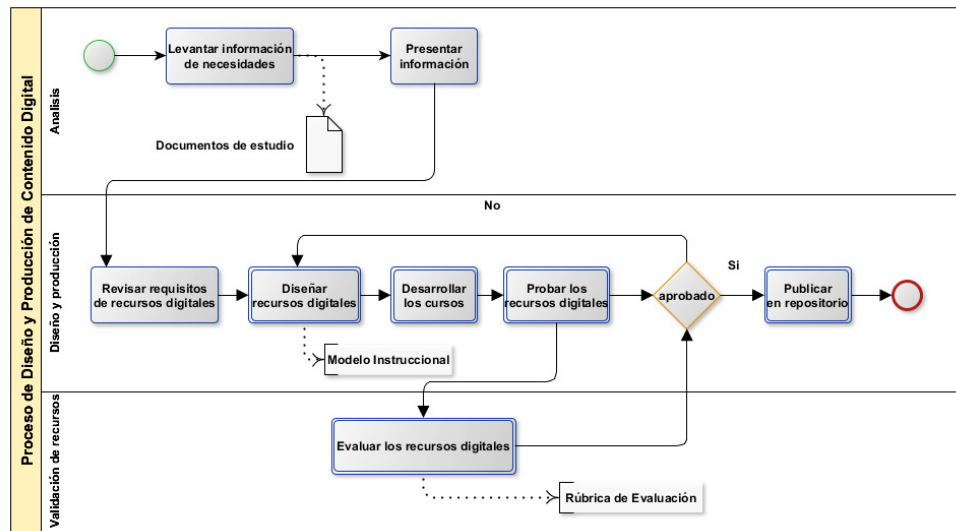 Proceso de Diseño y Producción de Contenido Digital
Analisis
Levantar información
de necesidades
Presentar
información
Documentos de estudio
Diseño y producción
No
Revisar requisitos
de recursos digitales
Diseñar
recursos digitales
Desarrollar
los cursos
Probar los
recursos digitales
aprobado
Si
Publicar
en repositorio
Modelo Instruccional
Validación de recursos
Evaluar los recursos digitales
Rúbrica de Evaluación